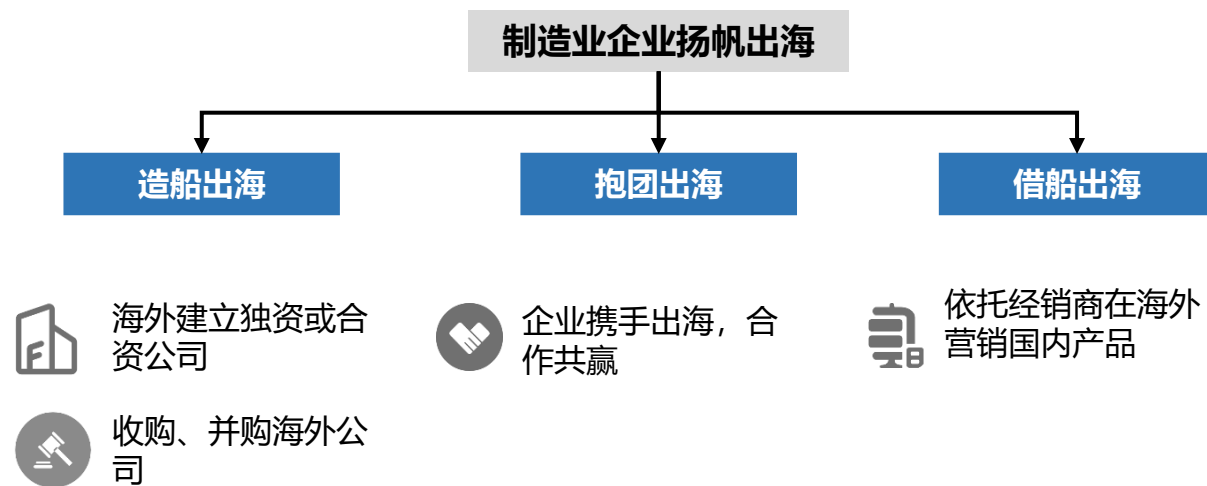 制造业企业扬帆出海
造船出海
抱团出海
借船出海
海外建立独资或合
资公司
收购、并购海外公
司
企业携手出海，合
作共赢
依托经销商在海外
营销国内产品